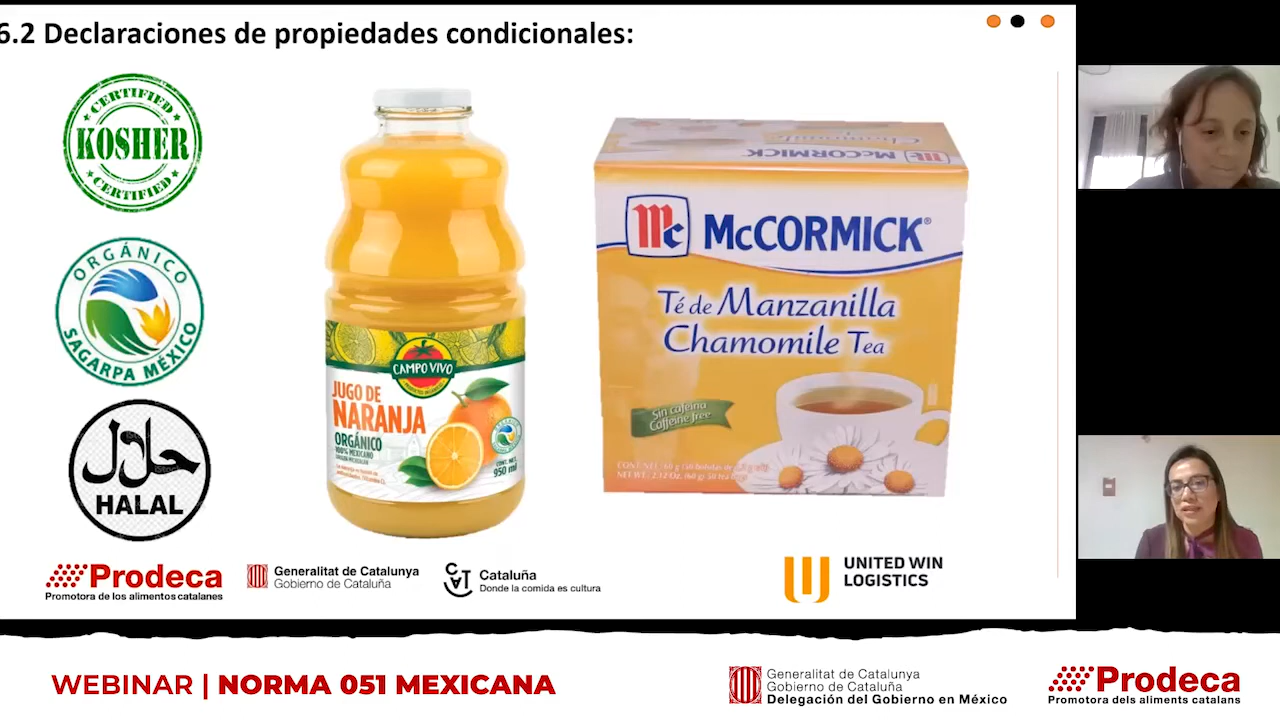 6.2 Declaraciones de propiedades condicionales:
CERTIFIED
KOSHER
CERTIFIED
ORGÁNICO
SAGARPA MÉXICO
حلال
HALAL
CAMPO VIVO
JUGO DE
NARANJA
ORGÁNICO
100% MEXICANO
CONT. NET.
950 ml
Chamomile
McCORMICK
Mc
McCORMICK®
Té de Manzanilla
Chamomile Tea
Sin cafeína
Caffeine free
Prodeca
Promotora de los alimentos catalanes
Generalitat de Catalunya
Gobierno de Cataluña
CAT
Cataluña
Donde la comida es cultura
UNITED WIN
LOGISTICS
WEBINAR | NORMA 051 MEXICANA
Generalitat de Catalunya
Gobierno de Cataluña
Delegación del Gobierno en México
Prodeca
Promotora dels aliments catalans